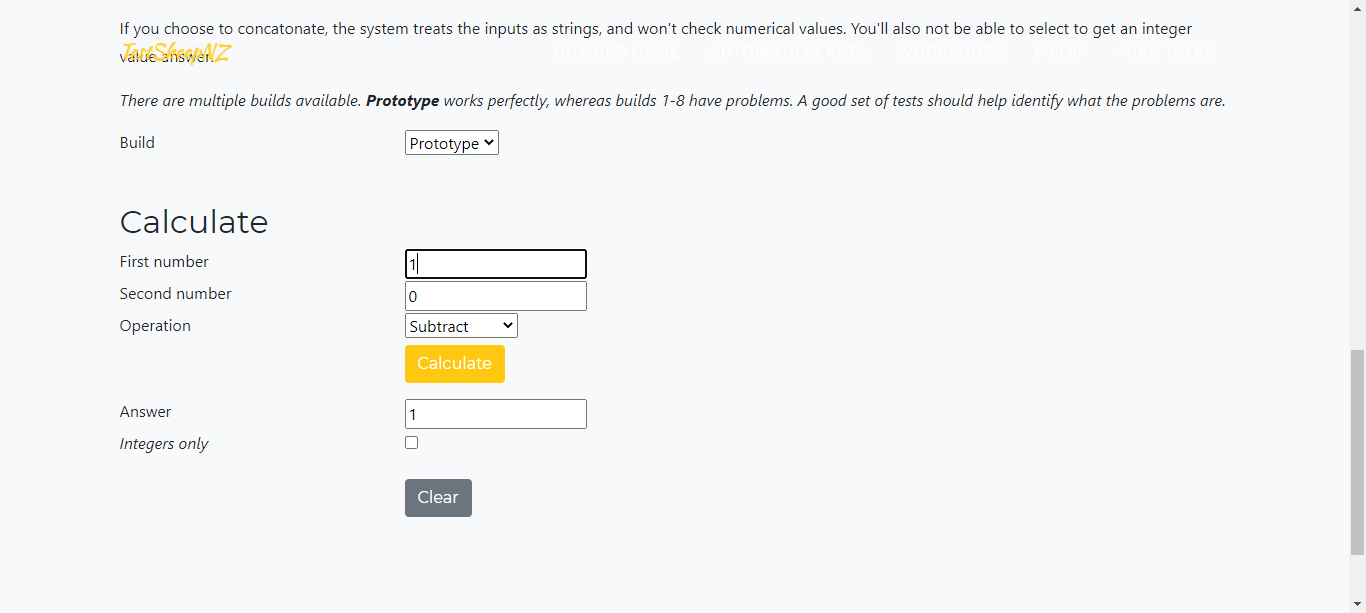 If you choose to concatonate, the system treats the inputs as strings, and won't check numerical values. You'll also not be able to select to get an integer
TestSheepNZ NUMBER GAME AUTOMATION WORKSHOPS MEDIA MIKE TALKS
value answer.
There are multiple builds available. Prototype works perfectly, whereas builds 1-8 have problems. A good set of tests should help identify what the problems are.
Build Prototype
Calculate
First number 1
Second number 0
Operation Subtract
Calculate
Answer 1
Integers only
Clear